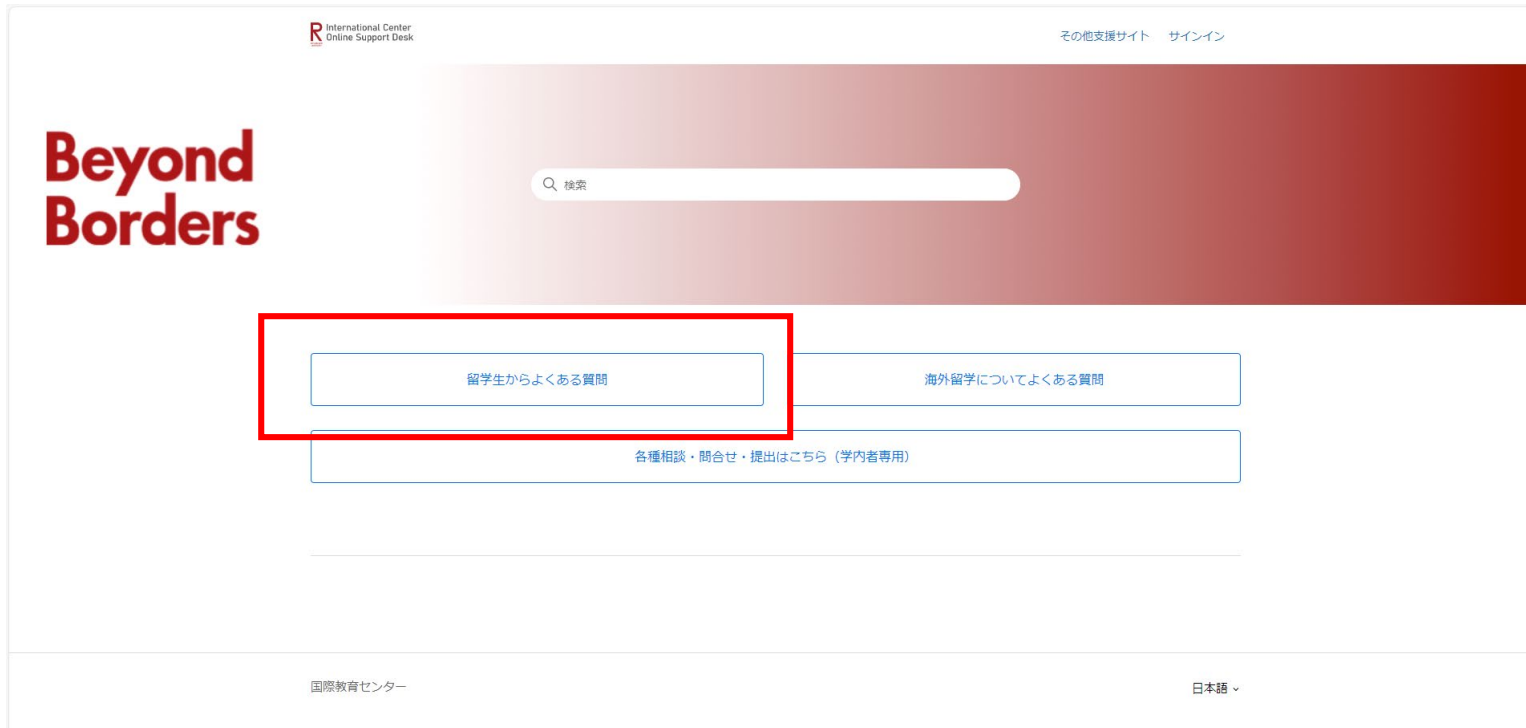 International Center
Online Support Desk
その他支援サイト サインイン
Beyond
Borders
検索
留学生からよくある質問
海外留学についてよくある質問
各種相談・問合せ・提出はこちら（学内者専用）
国際教育センター
日本語